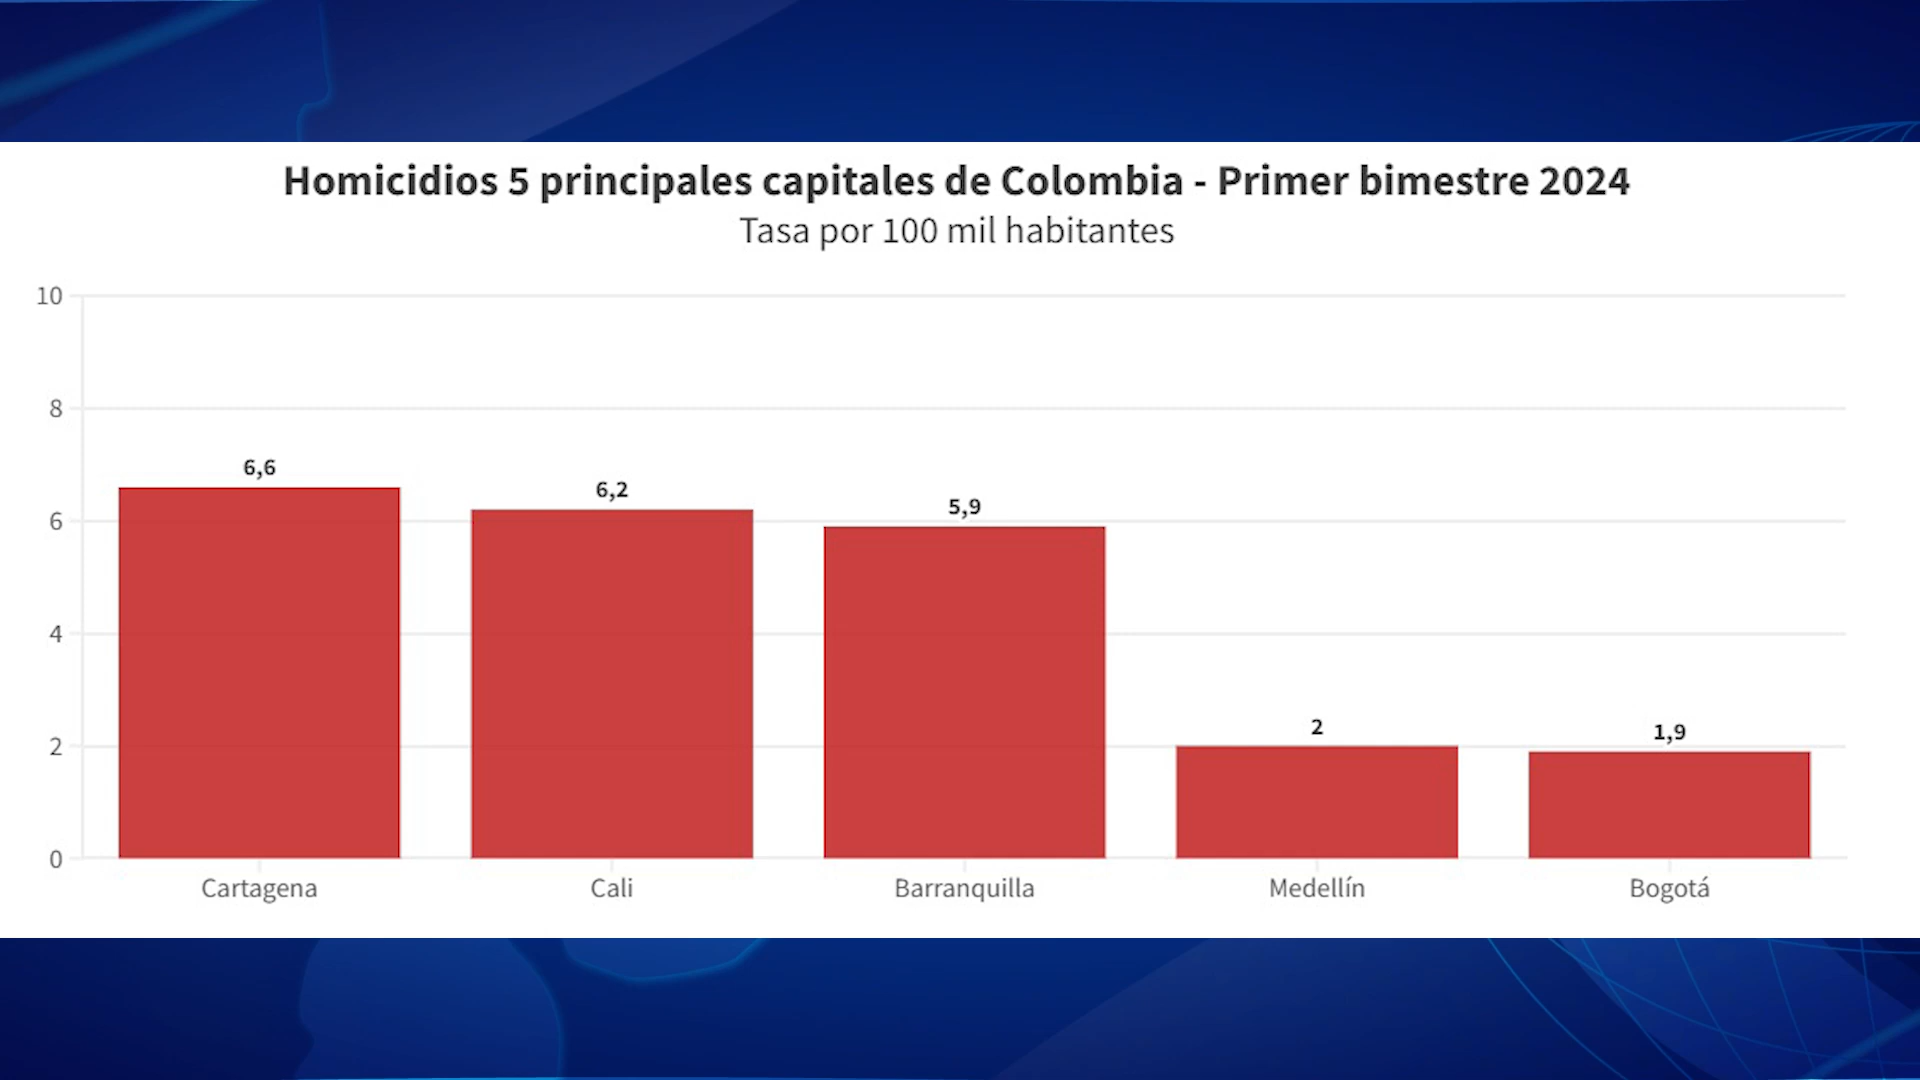 Homicidios 5 principales capitales de Colombia - Primer bimestre 2024
Tasa por 100 mil habitantes
10
8
6
4
2
0
6,6
6,2
5,9
2
1,9
Cartagena
Cali
Barranquilla
Medellín
Bogotá